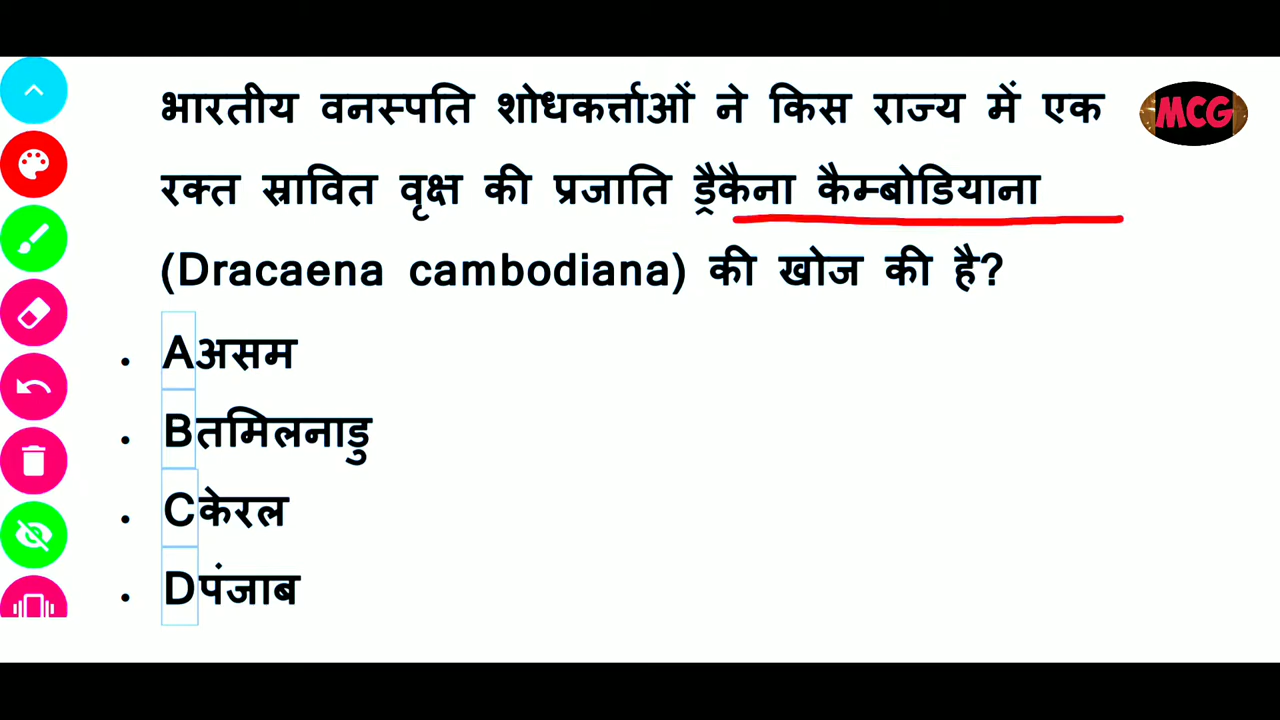 भारतीय वनस्पति शोधकर्त्ताओं ने किस राज्य में एक
MCG
रक्त स्रावित वृक्ष की प्रजाति ड्रैकैना कैम्बोडियाना
(Dracaena cambodiana) की खोज की है?
• Aअसम
• Bतमिलनाडु
• Cकेरल
• Dपंजाब